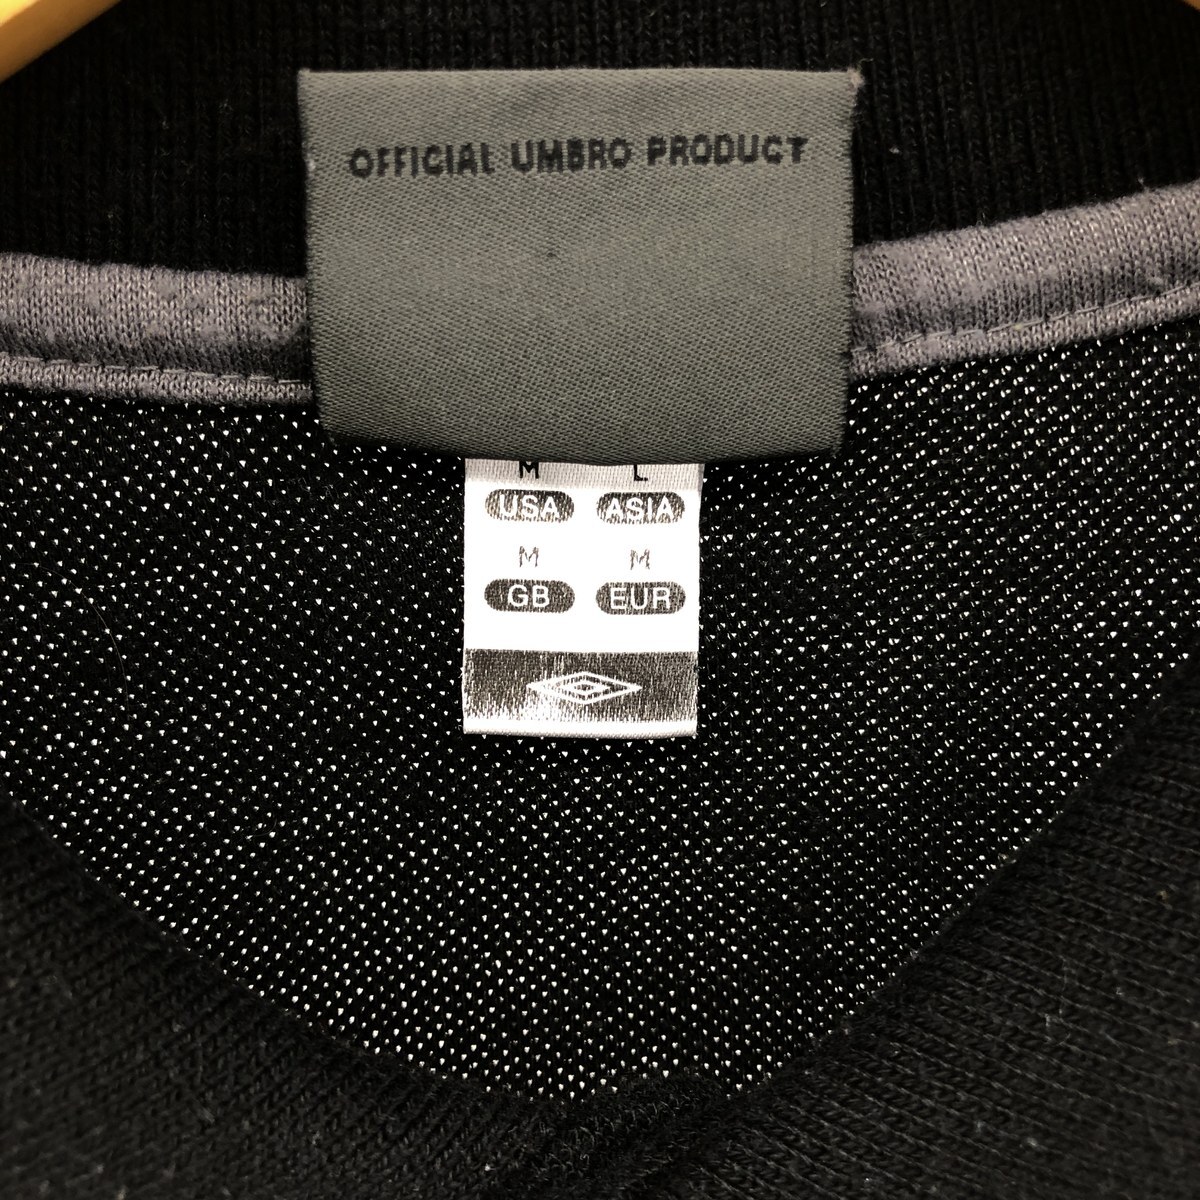 OFFICIAL UMBRO PRODUCT
M L
USA ASIA
M M
GB EUR